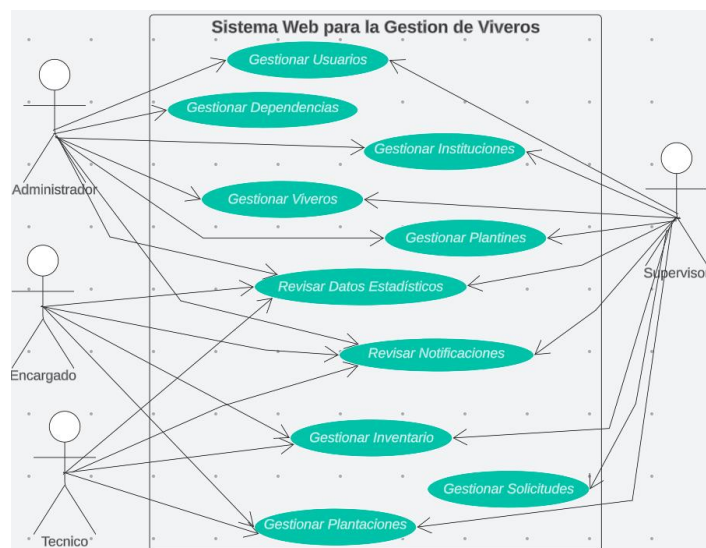 Sistema Web para la Gestion de Viveros
Gestionar Usuarios
Gestionar Dependencias
Gestionar Instituciones
Administrador
Gestionar Viveros
Gestionar Plantines
Supervisor
Revisar Datos Estadísticos
Revisar Notificaciones
Encargado
Gestionar Inventario
Gestionar Solicitudes
Gestionar Plantaciones
Tecnico